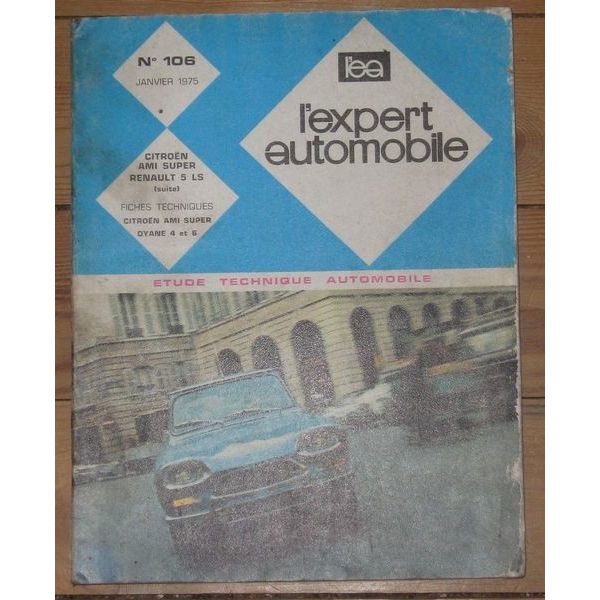 N° 106
JANVIER 1975
l'ea
l'expert
automobile
CITROËN
AMI SUPER
RENAULT 5 LS
(suite)
FICHES TECHNIQUES
CITROËN AMI SUPER
DYANE 4 et 6
ETUDE TECHNIQUE AUTOMOBILE